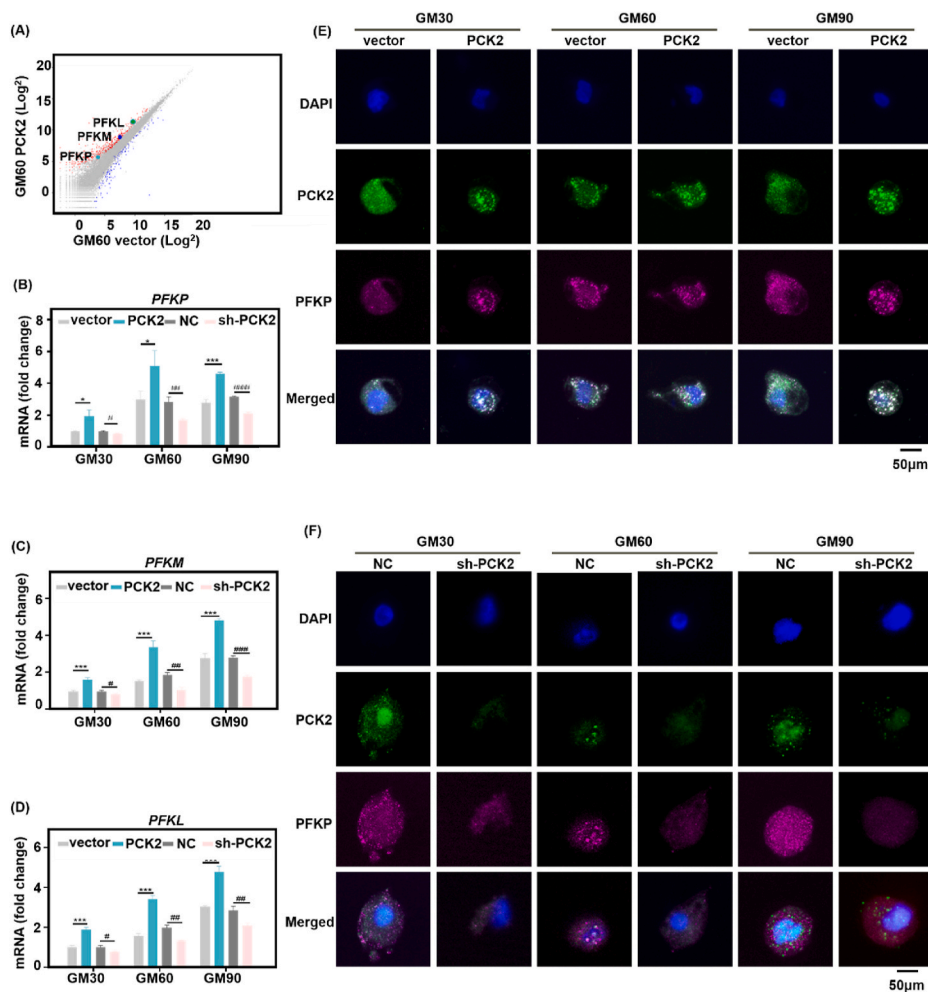 (A)
20
15
10
5
0
GM60 PCK2 (Log²)
PFKL
PFKM
PFKP
0 5 10 15 20
GM60 vector (Log²)
(B)
PFKP
vector PCK2 NC sh-PCK2
mRNA (fold change)
8
6
4
2
0
* * ***
GM30 GM60 GM90
(C)
PFKM
vector PCK2 NC sh-PCK2
mRNA (fold change)
6
4
2
0
*** # *** ## *** ###
GM30 GM60 GM90
(D)
PFKL
vector PCK2 NC sh-PCK2
mRNA (fold change)
6
4
2
0
*** # *** ## *** ##
GM30 GM60 GM90
(E)
GM30 GM60 GM90
vector PCK2 vector PCK2 vector PCK2
DAPI
PCK2
PFKP
Merged
50μm
(F)
GM30 GM60 GM90
NC sh-PCK2 NC sh-PCK2 NC sh-PCK2
DAPI
PCK2
PFKP
Merged
50μm